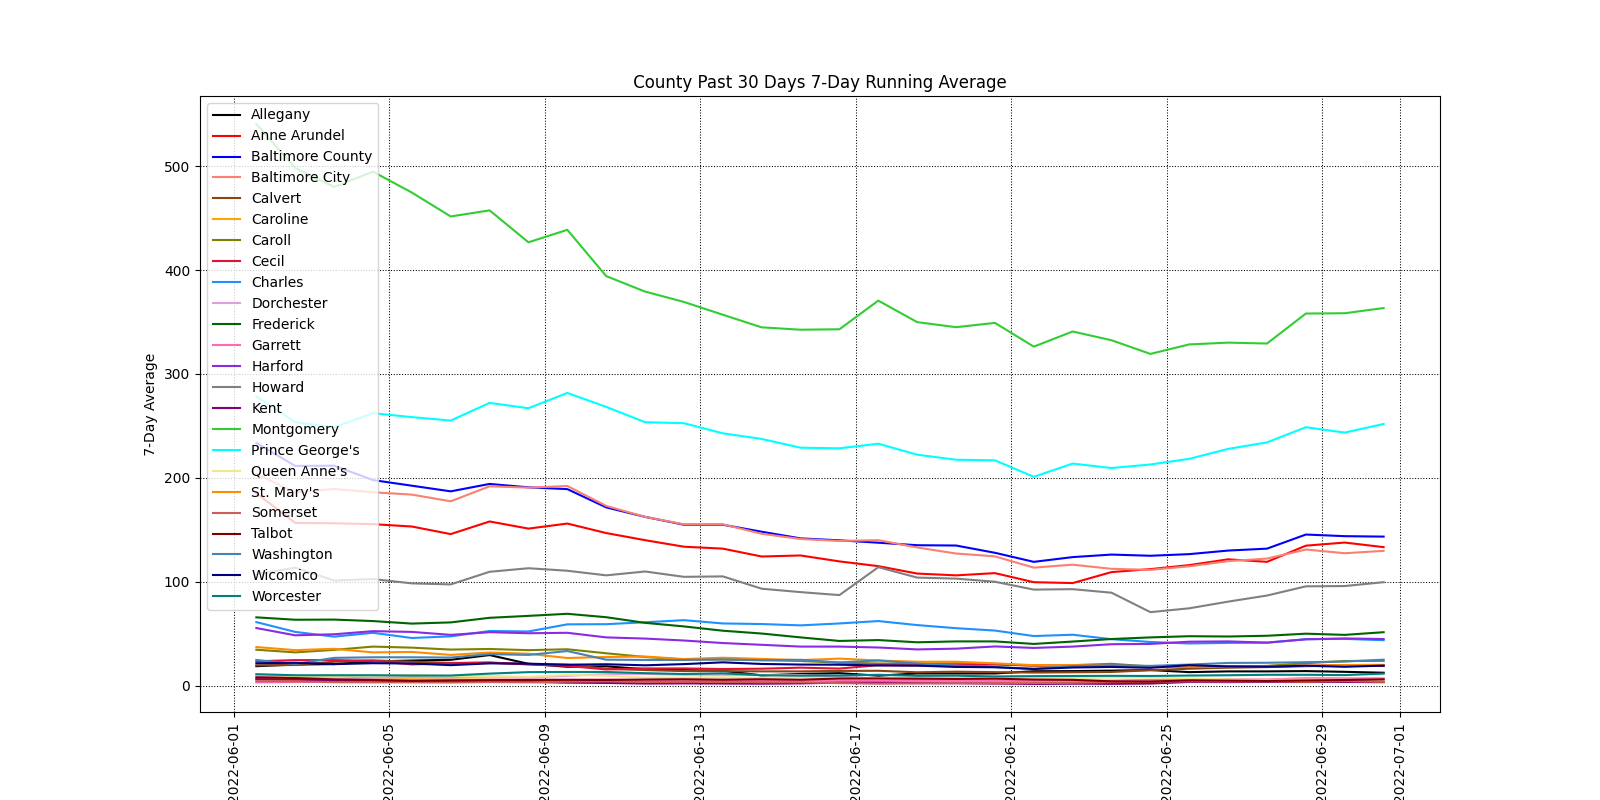 County Past 30 Days 7-Day Running Average
7-Day Average
500
400
300
200
100
0
Allegany
Anne Arundel
Baltimore County
Baltimore City
Calvert
Caroline
Caroll
Cecil
Charles
Dorchester
Frederick
Garrett
Harford
Howard
Kent
Montgomery
Prince George's
Queen Anne's
St. Mary's
Somerset
Talbot
Washington
Wicomico
Worcester
2022-06-01
2022-06-05
2022-06-09
2022-06-13
2022-06-17
2022-06-21
2022-06-25
2022-06-29
2022-07-01